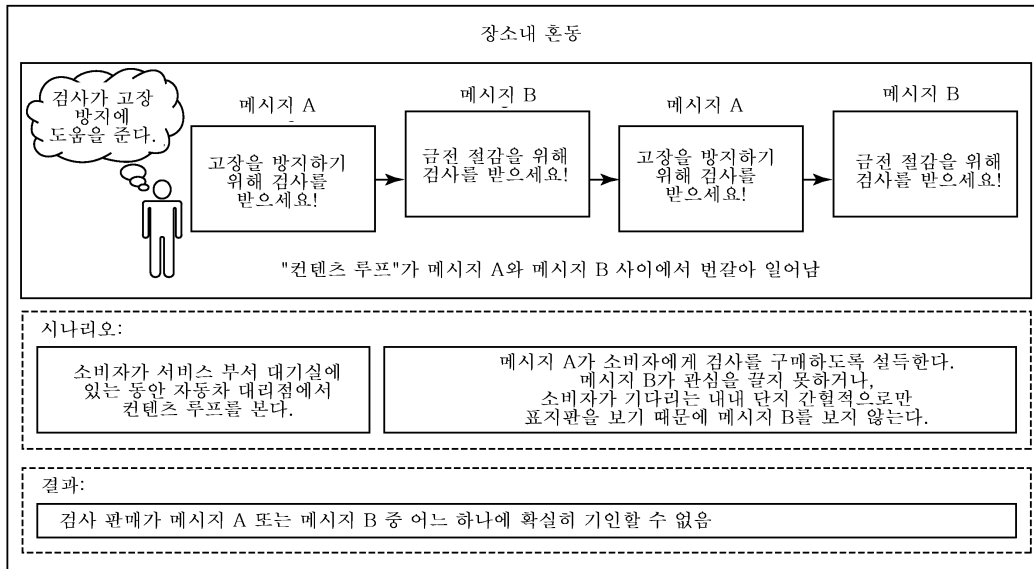 장소내 혼동
검사가 고장
방지에
도움을 준다.
메시지 A
고장을 방지하기
위해 검사를
받으세요!
메시지 B
금전 절감을 위해
검사를 받으세요!
메시지 A
고장을 방지하기
위해 검사를
받으세요!
메시지 B
금전 절감을 위해
검사를 받으세요!
"컨텐츠 루프"가 메시지 A와 메시지 B 사이에서 번갈아 일어남
시나리오:
소비자가 서비스 부서 대기실에
있는 동안 자동차 대리점에서
컨텐츠 루프를 본다.
메시지 A가 소비자에게 검사를 구매하도록 설득한다.
메시지 B가 관심을 끌지 못하거나,
소비자가 기다리는 내내 단지 간헐적으로만
표지판을 보기 때문에 메시지 B를 보지 않는다.
결과:
검사 판매가 메시지 A 또는 메시지 B 중 어느 하나에 확실히 기인할 수 없음